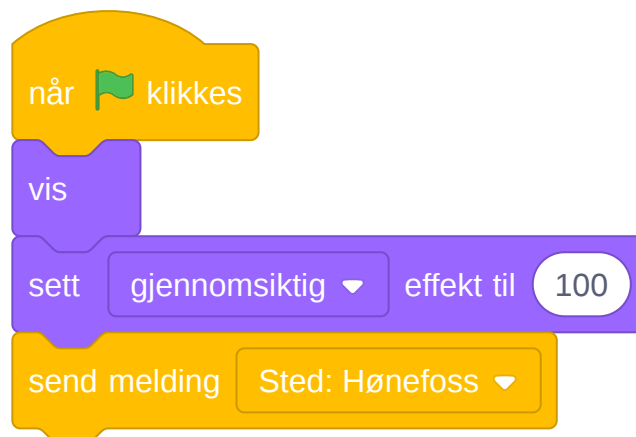 når klikkes
vis
sett gjennomsiktig effekt til 100
send melding Sted: Hønefoss